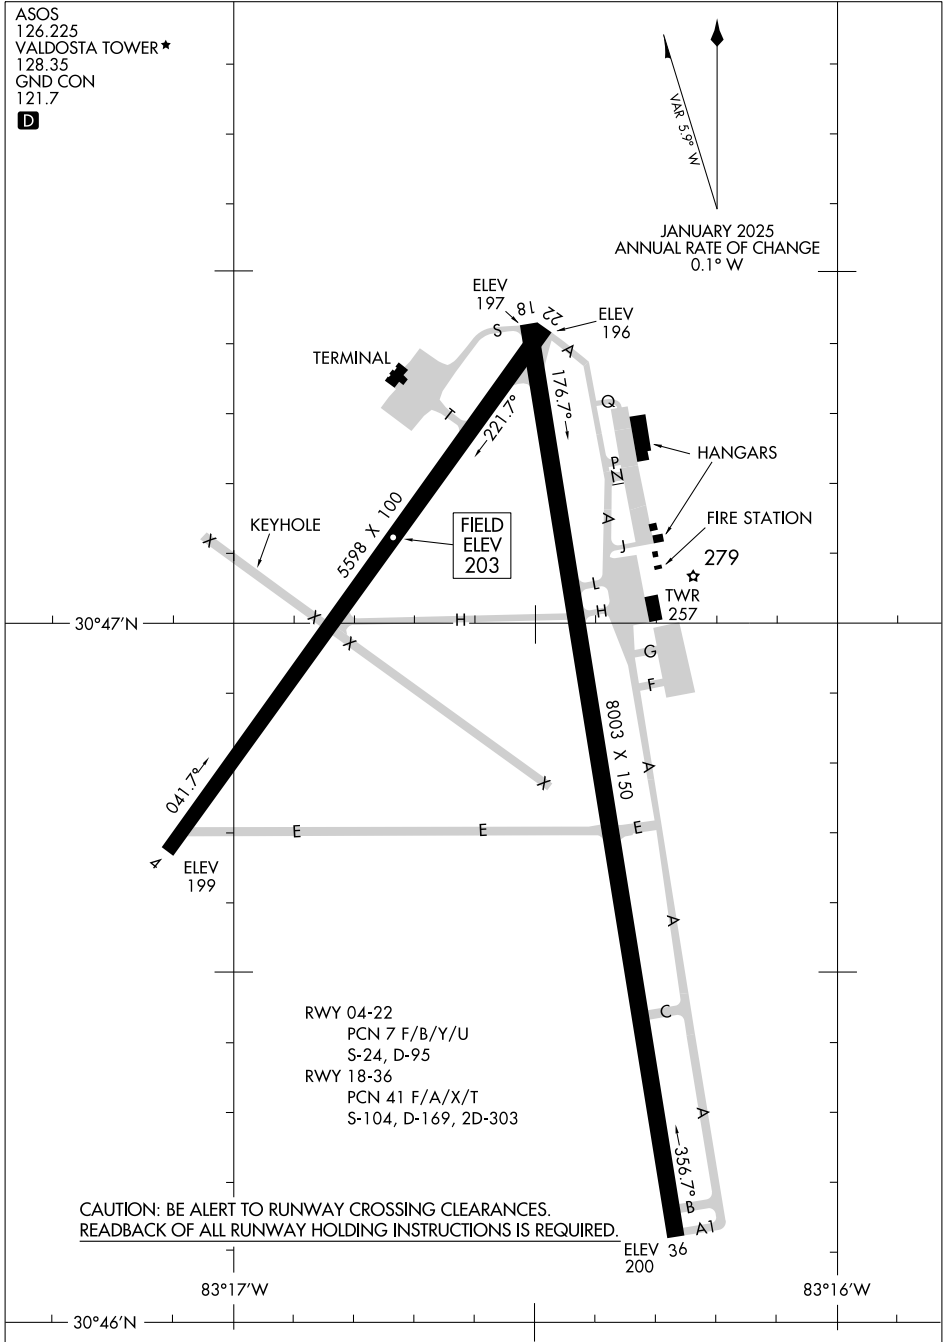 ASOS
126.225
VALDOSTA TOWER★
128.35
GND CON
121.7
D
VAR 5.9° W
JANUARY 2025
ANNUAL RATE OF CHANGE
0.1° W
ELEV
197
18
22
ELEV
196
S
A
TERMINAL
T
221.7°
176.7°
Q
HANGARS
P
N1
5598 X 100
KEYHOLE
FIELD
ELEV
203
A
J
FIRE STATION
279
X
L
TWR
257
X
H
H
30°47'N
X
G
F
8003 X 150
A
X
041.7°
E
E
E
4
ELEV
199
A
RWY 04-22
PCN 7 F/B/Y/U
S-24, D-95
RWY 18-36
PCN 41 F/A/X/T
S-104, D-169, 2D-303
C
A
356.7°
B
A1
CAUTION: BE ALERT TO RUNWAY CROSSING CLEARANCES.
READBACK OF ALL RUNWAY HOLDING INSTRUCTIONS IS REQUIRED.
ELEV
200
36
83°17'W
83°16'W
30°46'N